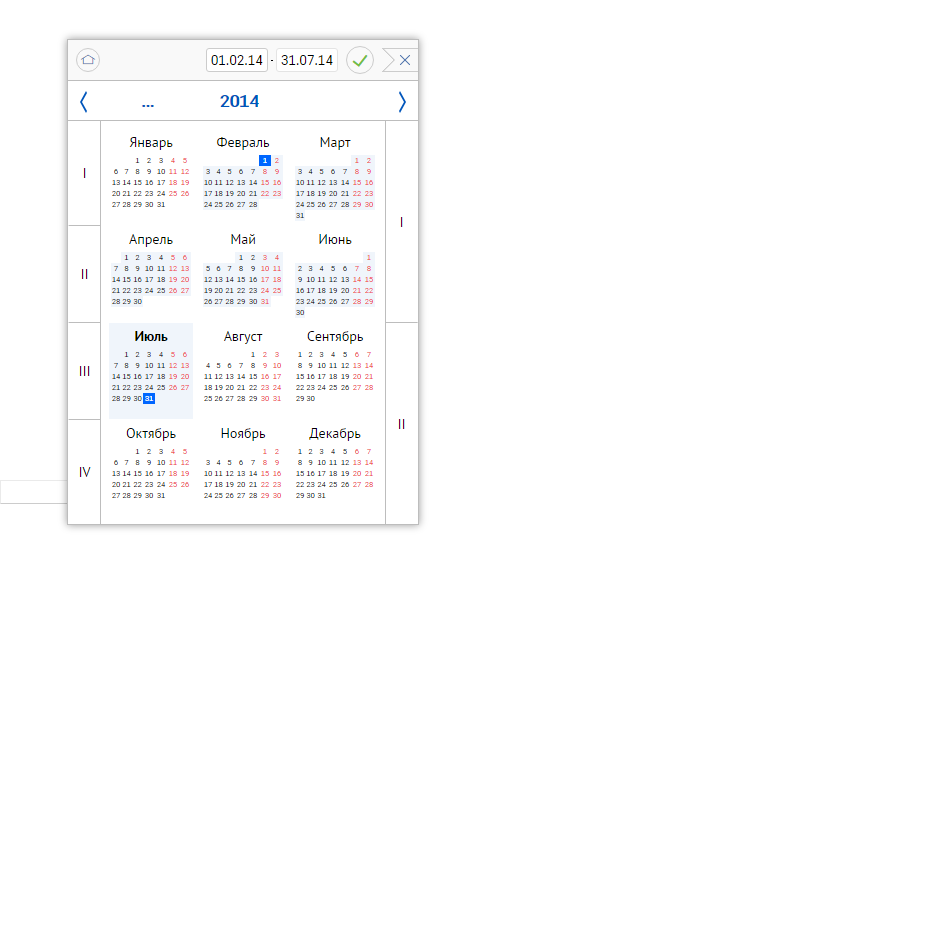 01.02.14 - 31.07.14
... 2014
Январь Февраль Март
1 2 3 4 5 1 2 1 2
6 7 8 9 10 11 12 3 4 5 6 7 8 9 3 4 5 6 7 8 9
I
13 14 15 16 17 18 19 10 11 12 13 14 15 16 10 11 12 13 14 15 16
20 21 22 23 24 25 26 17 18 19 20 21 22 23 17 18 19 20 21 22 23
27 28 29 30 31 24 25 26 27 28 24 25 26 27 28 29 30
31
I
Апрель Май Июнь
1 2 3 4 5 6 1 2 3 4 1
7 8 9 10 11 12 13 5 6 7 8 9 10 11 2 3 4 5 6 7 8
II
14 15 16 17 18 19 20 12 13 14 15 16 17 18 9 10 11 12 13 14 15
21 22 23 24 25 26 27 19 20 21 22 23 24 25 16 17 18 19 20 21 22
28 29 30 26 27 28 29 30 31 23 24 25 26 27 28 29
30
Июль Август Сентябрь
1 2 3 4 5 6 1 2 3 1 2 3 4 5 6 7
7 8 9 10 11 12 13 4 5 6 7 8 9 10 8 9 10 11 12 13 14
III
14 15 16 17 18 19 20 11 12 13 14 15 16 17 15 16 17 18 19 20 21
21 22 23 24 25 26 27 18 19 20 21 22 23 24 22 23 24 25 26 27 28
28 29 30 31 25 26 27 28 29 30 31 29 30
II
Октябрь Ноябрь Декабрь
1 2 3 4 5 1 2 1 2 3 4 5 6 7
6 7 8 9 10 11 12 3 4 5 6 7 8 9 8 9 10 11 12 13 14
IV
13 14 15 16 17 18 19 10 11 12 13 14 15 16 15 16 17 18 19 20 21
20 21 22 23 24 25 26 17 18 19 20 21 22 23 22 23 24 25 26 27 28
27 28 29 30 31 24 25 26 27 28 29 30 29 30 31